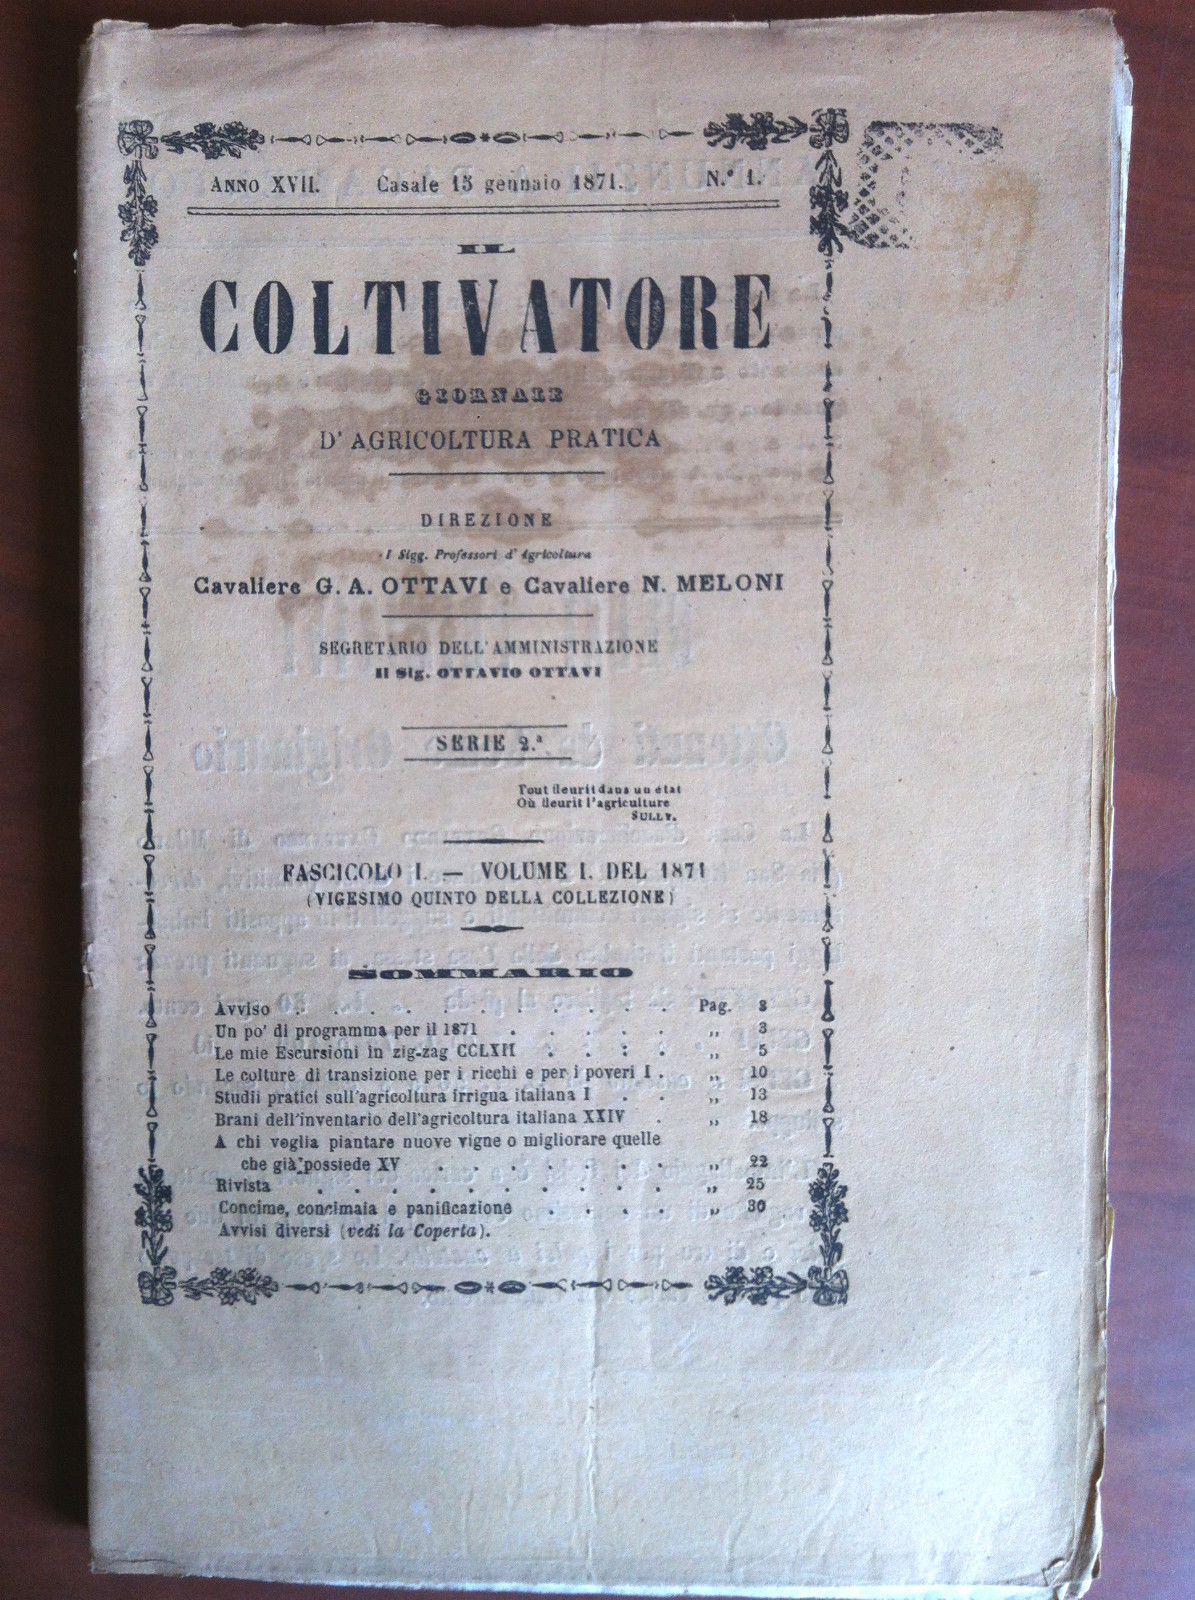 ANNO XVII. Casale 15 gennaio 1871. N.° 1.
IL
COLTIVATORE
GIORNALE
D'AGRICOLTURA PRATICA
DIREZIONE
I Sigg. Professori d'Agricoltura
Cavaliere G. A. OTTAVI e Cavaliere N. MELONI
SEGRETARIO DELL'AMMINISTRAZIONE
Il Sig. OTTAVIO OTTAVI
SERIE 2.ª
Tout fleurit dans un état
Où fleurit l'agriculture
SULLY.
FASCICOLO I. — VOLUME I. DEL 1871
(VIGESIMO QUINTO DELLA COLLEZIONE)
SOMMARIO
Avviso . . . . . . . . . . Pag. 3
Un po' di programma per il 1871 . . . . . „ 3
Le mie Escursioni in zig-zag CCLXII . . . . „ 5
Le colture di transizione per i ricchi e per i poveri I . „ 10
Studii pratici sull'agricoltura irrigua italiana I . . „ 13
Brani dell'inventario dell'agricoltura italiana XXIV . „ 18
A chi voglia piantare nuove vigne o migliorare quelle
che già possiede XV . . . . . . . „ 22
Rivista . . . . . . . . . . „ 25
Concime, concimaia e panificazione . . . . „ 30
Avvisi diversi (vedi la Coperta).